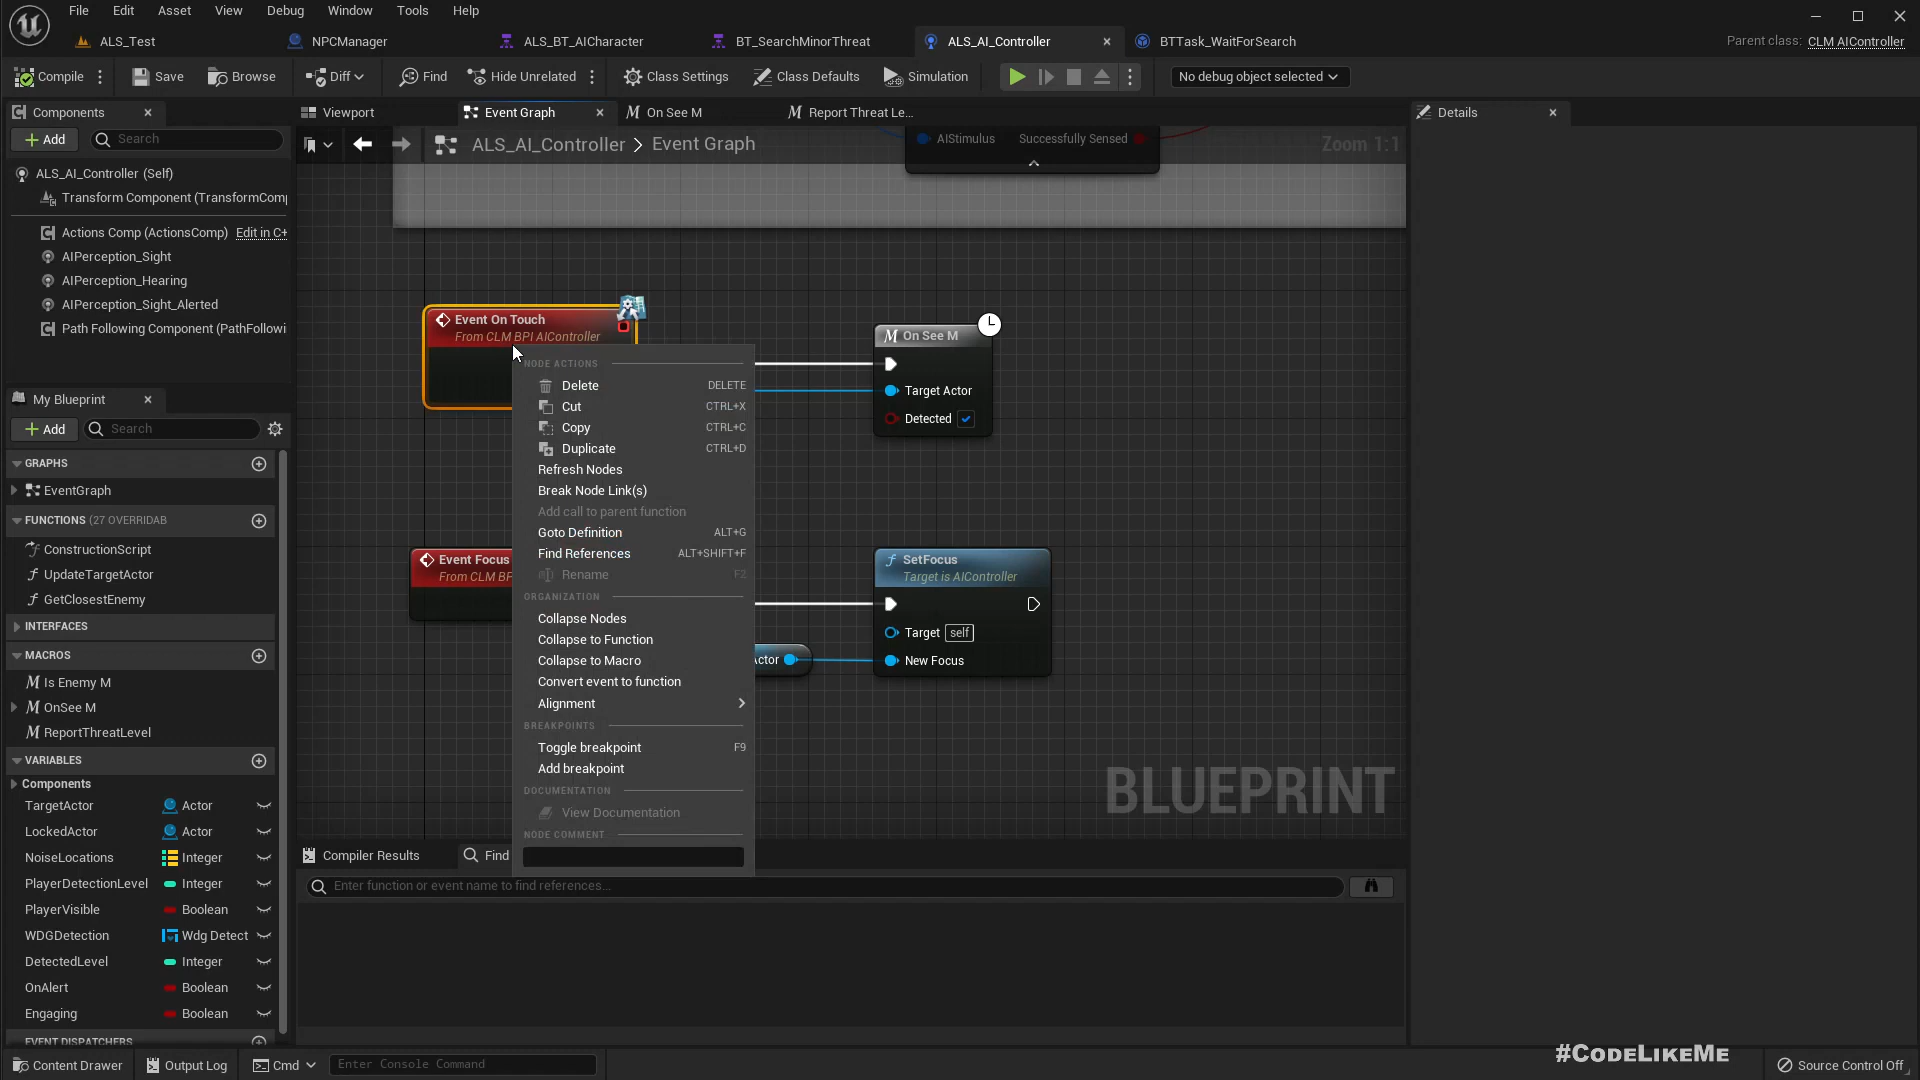 File Edit Asset View Debug Window Tools Help
ALS_Test NPCManager ALS_BT_AICharacter BT_SearchMinorThreat ALS_AI_Controller BTTask_WaitForSearch Parent class: CLM AIController
Compile Save Browse Diff Find Hide Unrelated Class Settings Class Defaults Simulation No debug object selected
Components Viewport Event Graph On See M Report Threat Le... Details
Add Search ALS_AI_Controller Event Graph Zoom 1:1
AIStimulus Successfully Sensed
ALS_AI_Controller (Self)
Transform Component (TransformComp
Actions Comp (ActionsComp) Edit in C+
AIPerception_Sight
AIPerception_Hearing
AIPerception_Sight_Alerted
Path Following Component (PathFollowi
Event On Touch
From CLM BPI AIController
On See M
Target Actor
Detected
NODE ACTIONS
Delete DELETE
Cut CTRL+X
Copy CTRL+C
Duplicate CTRL+D
Refresh Nodes
Break Node Link(s)
Add call to parent function
Goto Definition ALT+G
Find References ALT+SHIFT+F
Rename F2
ORGANIZATION
Collapse Nodes
Collapse to Function
Collapse to Macro
Convert event to function
Alignment
BREAKPOINTS
Toggle breakpoint F9
Add breakpoint
DOCUMENTATION
View Documentation
NODE COMMENT
Event Focus
From CLM BP
SetFocus
Target is AIController
Target self
New Focus
ctor
BLUEPRINT
My Blueprint
Add Search
GRAPHS
EventGraph
FUNCTIONS (27 OVERRIDAB
ConstructionScript
UpdateTargetActor
GetClosestEnemy
INTERFACES
MACROS
Is Enemy M
OnSee M
ReportThreatLevel
VARIABLES
Components
TargetActor Actor
LockedActor Actor
NoiseLocations Integer
PlayerDetectionLevel Integer
PlayerVisible Boolean
WDGDetection Wdg Detect
DetectedLevel Integer
OnAlert Boolean
Engaging Boolean
EVENT DISPATCHERS
Compiler Results Find
Enter function or event name to find references...
Content Drawer Output Log Cmd Enter Console Command
#CodeLikeMe
Source Control Off